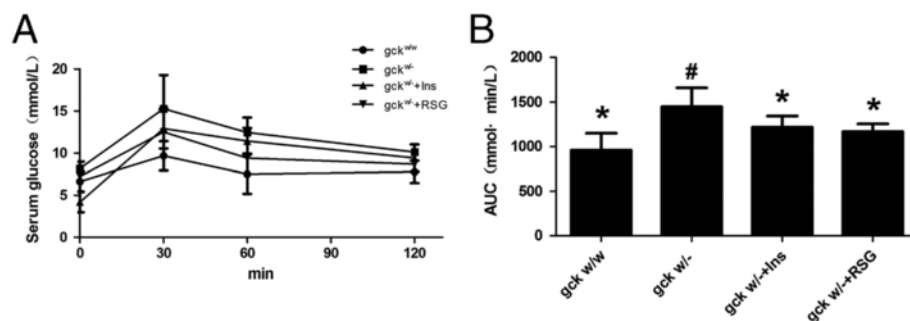 A
Serum glucose (mmol/L)
20
15
10
5
0
0 30 60 90 120
min
gck^w/w
gck^w/-
gck^w/-+Ins
gck^w/-+RSG
B
AUC (mmol· min/L)
2000
1500
1000
500
0
* # * *
gck w/w
gck w/-
gck w/-+Ins
gck w/-+RSG